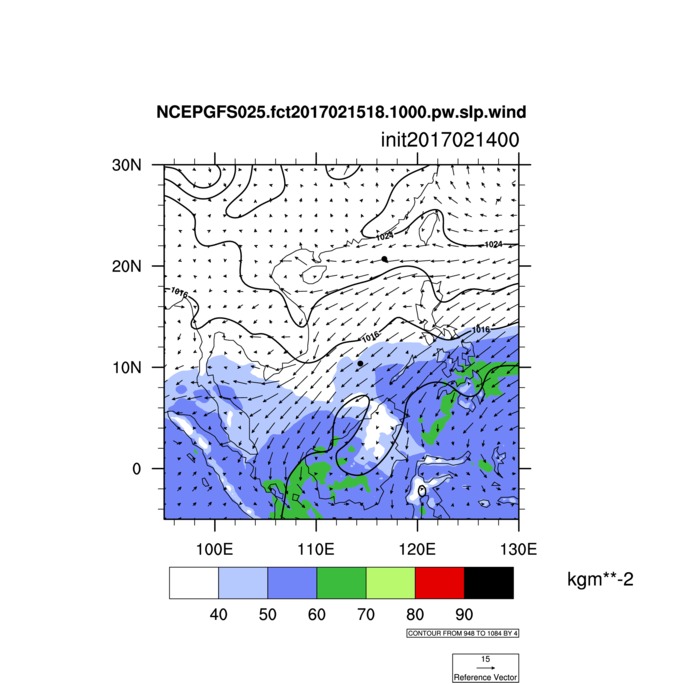 NCEPGFS025.fct2017021518.1000.pw.slp.wind
init2017021400
30N
1024
1024
20N
1016
1016
1016
10N
0
100E 110E 120E 130E
kgm**-2
40 50 60 70 80 90
CONTOUR FROM 948 TO 1084 BY 4
15
Reference Vector